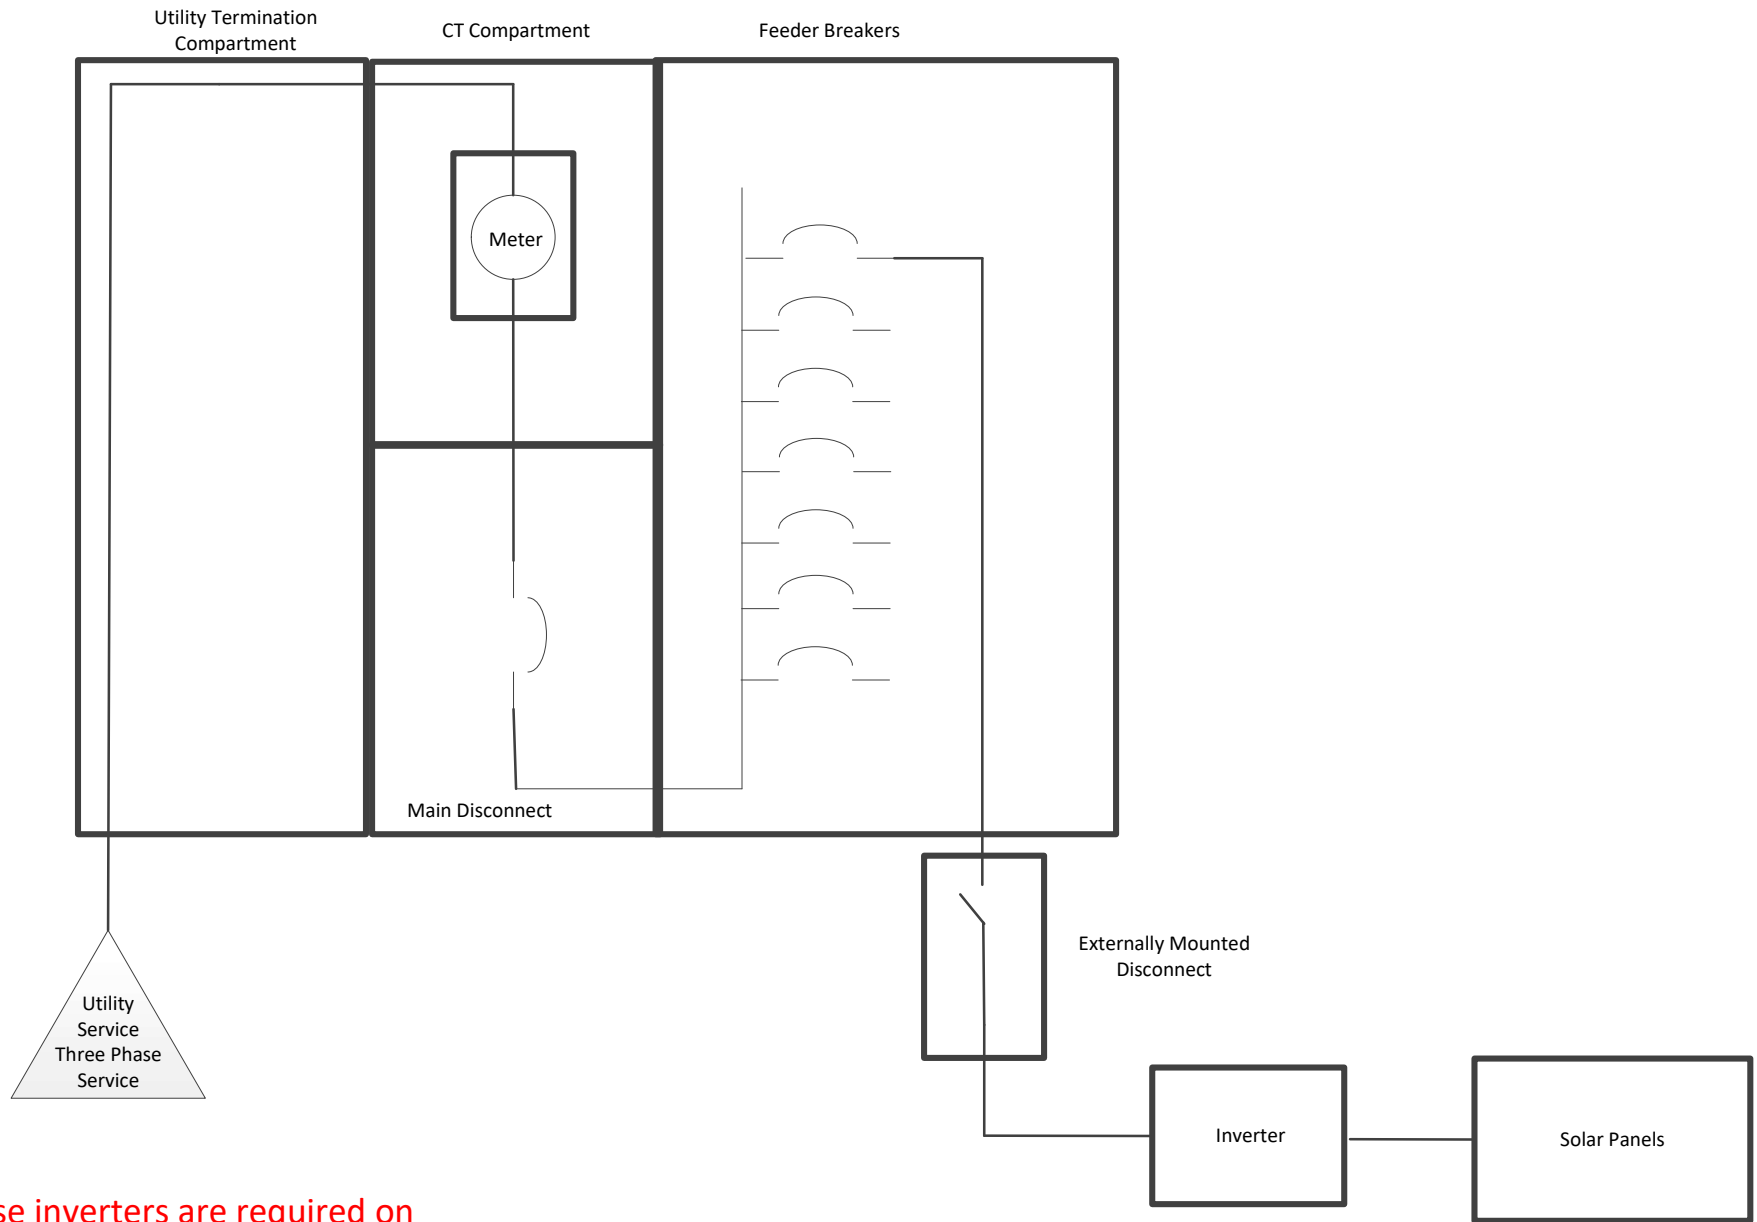 Utility Termination
Compartment
CT Compartment
Feeder Breakers
Meter
Main Disconnect
Externally Mounted
Disconnect
Utility
Service
Three Phase
Service
Inverter
Solar Panels
inverters are required on